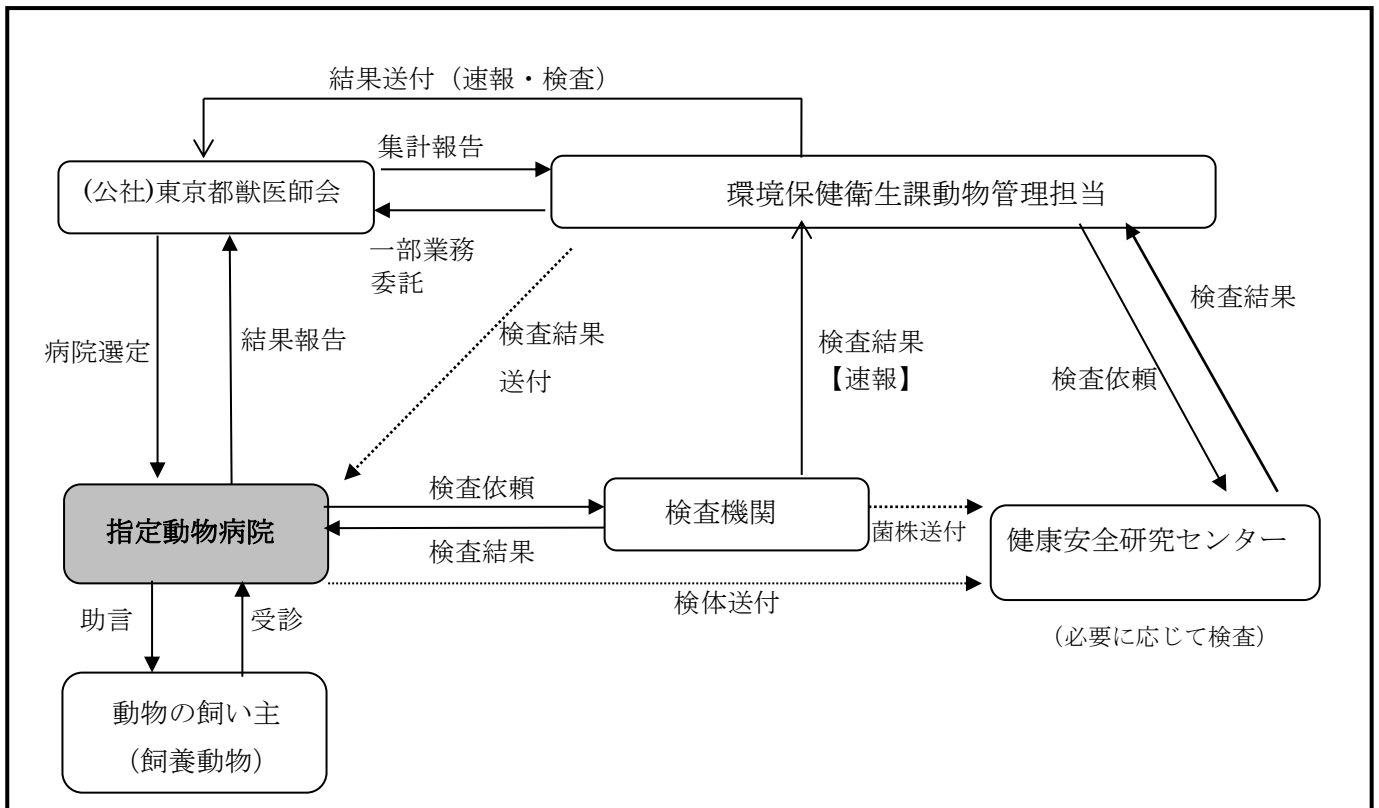 結果送付（速報・検査）
集計報告
(公社)東京都獣医師会
環境保健衛生課動物管理担当
一部業務
委託
検査結果
病院選定
結果報告
検査結果
送付
検査結果
【速報】
検査依頼
検査依頼
指定動物病院
検査機関
検査結果
菌株送付
健康安全研究センター
検体送付
助言
受診
（必要に応じて検査）
動物の飼い主
（飼養動物）